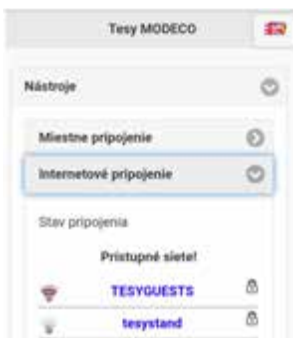 Tesy MODECO
Nástroje
Miestne pripojenie
Internetové pripojenie
Stav pripojenia
Prístupné siete!
TESYGUESTS
tesystand